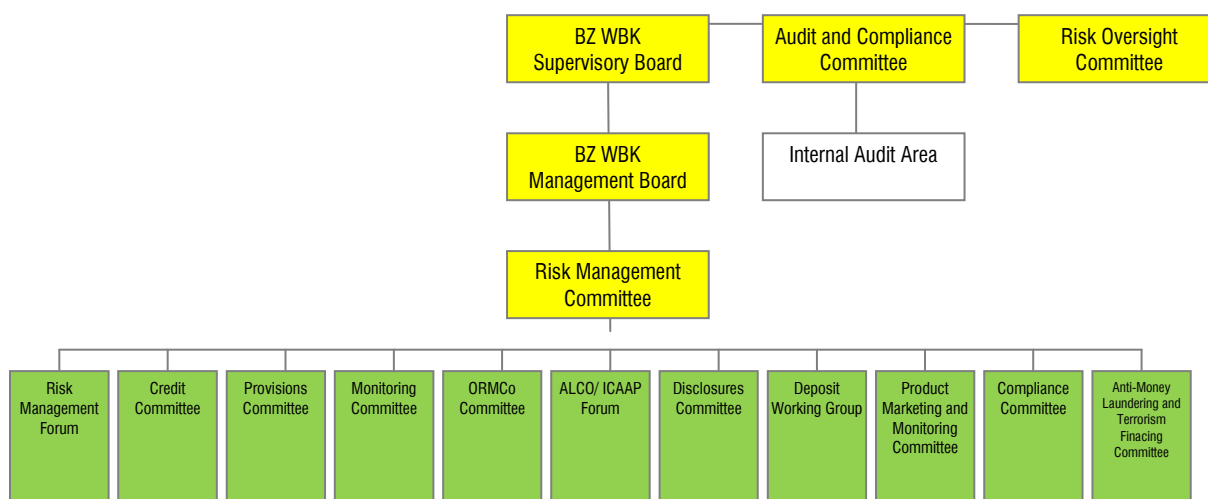 BZ WBK
Supervisory Board
Audit and Compliance
Committee
Risk Oversight
Committee
BZ WBK
Management Board
Internal Audit Area
Risk Management
Committee
Risk
Management
Forum
Credit
Committee
Provisions
Committee
Monitoring
Committee
ORMCo
Committee
ALCO/ ICAAP
Forum
Disclosures
Committee
Deposit
Working Group
Product
Marketing and
Monitoring
Committee
Compliance
Committee
Anti-Money
Laundering and
Terrorism
Finacing
Committee